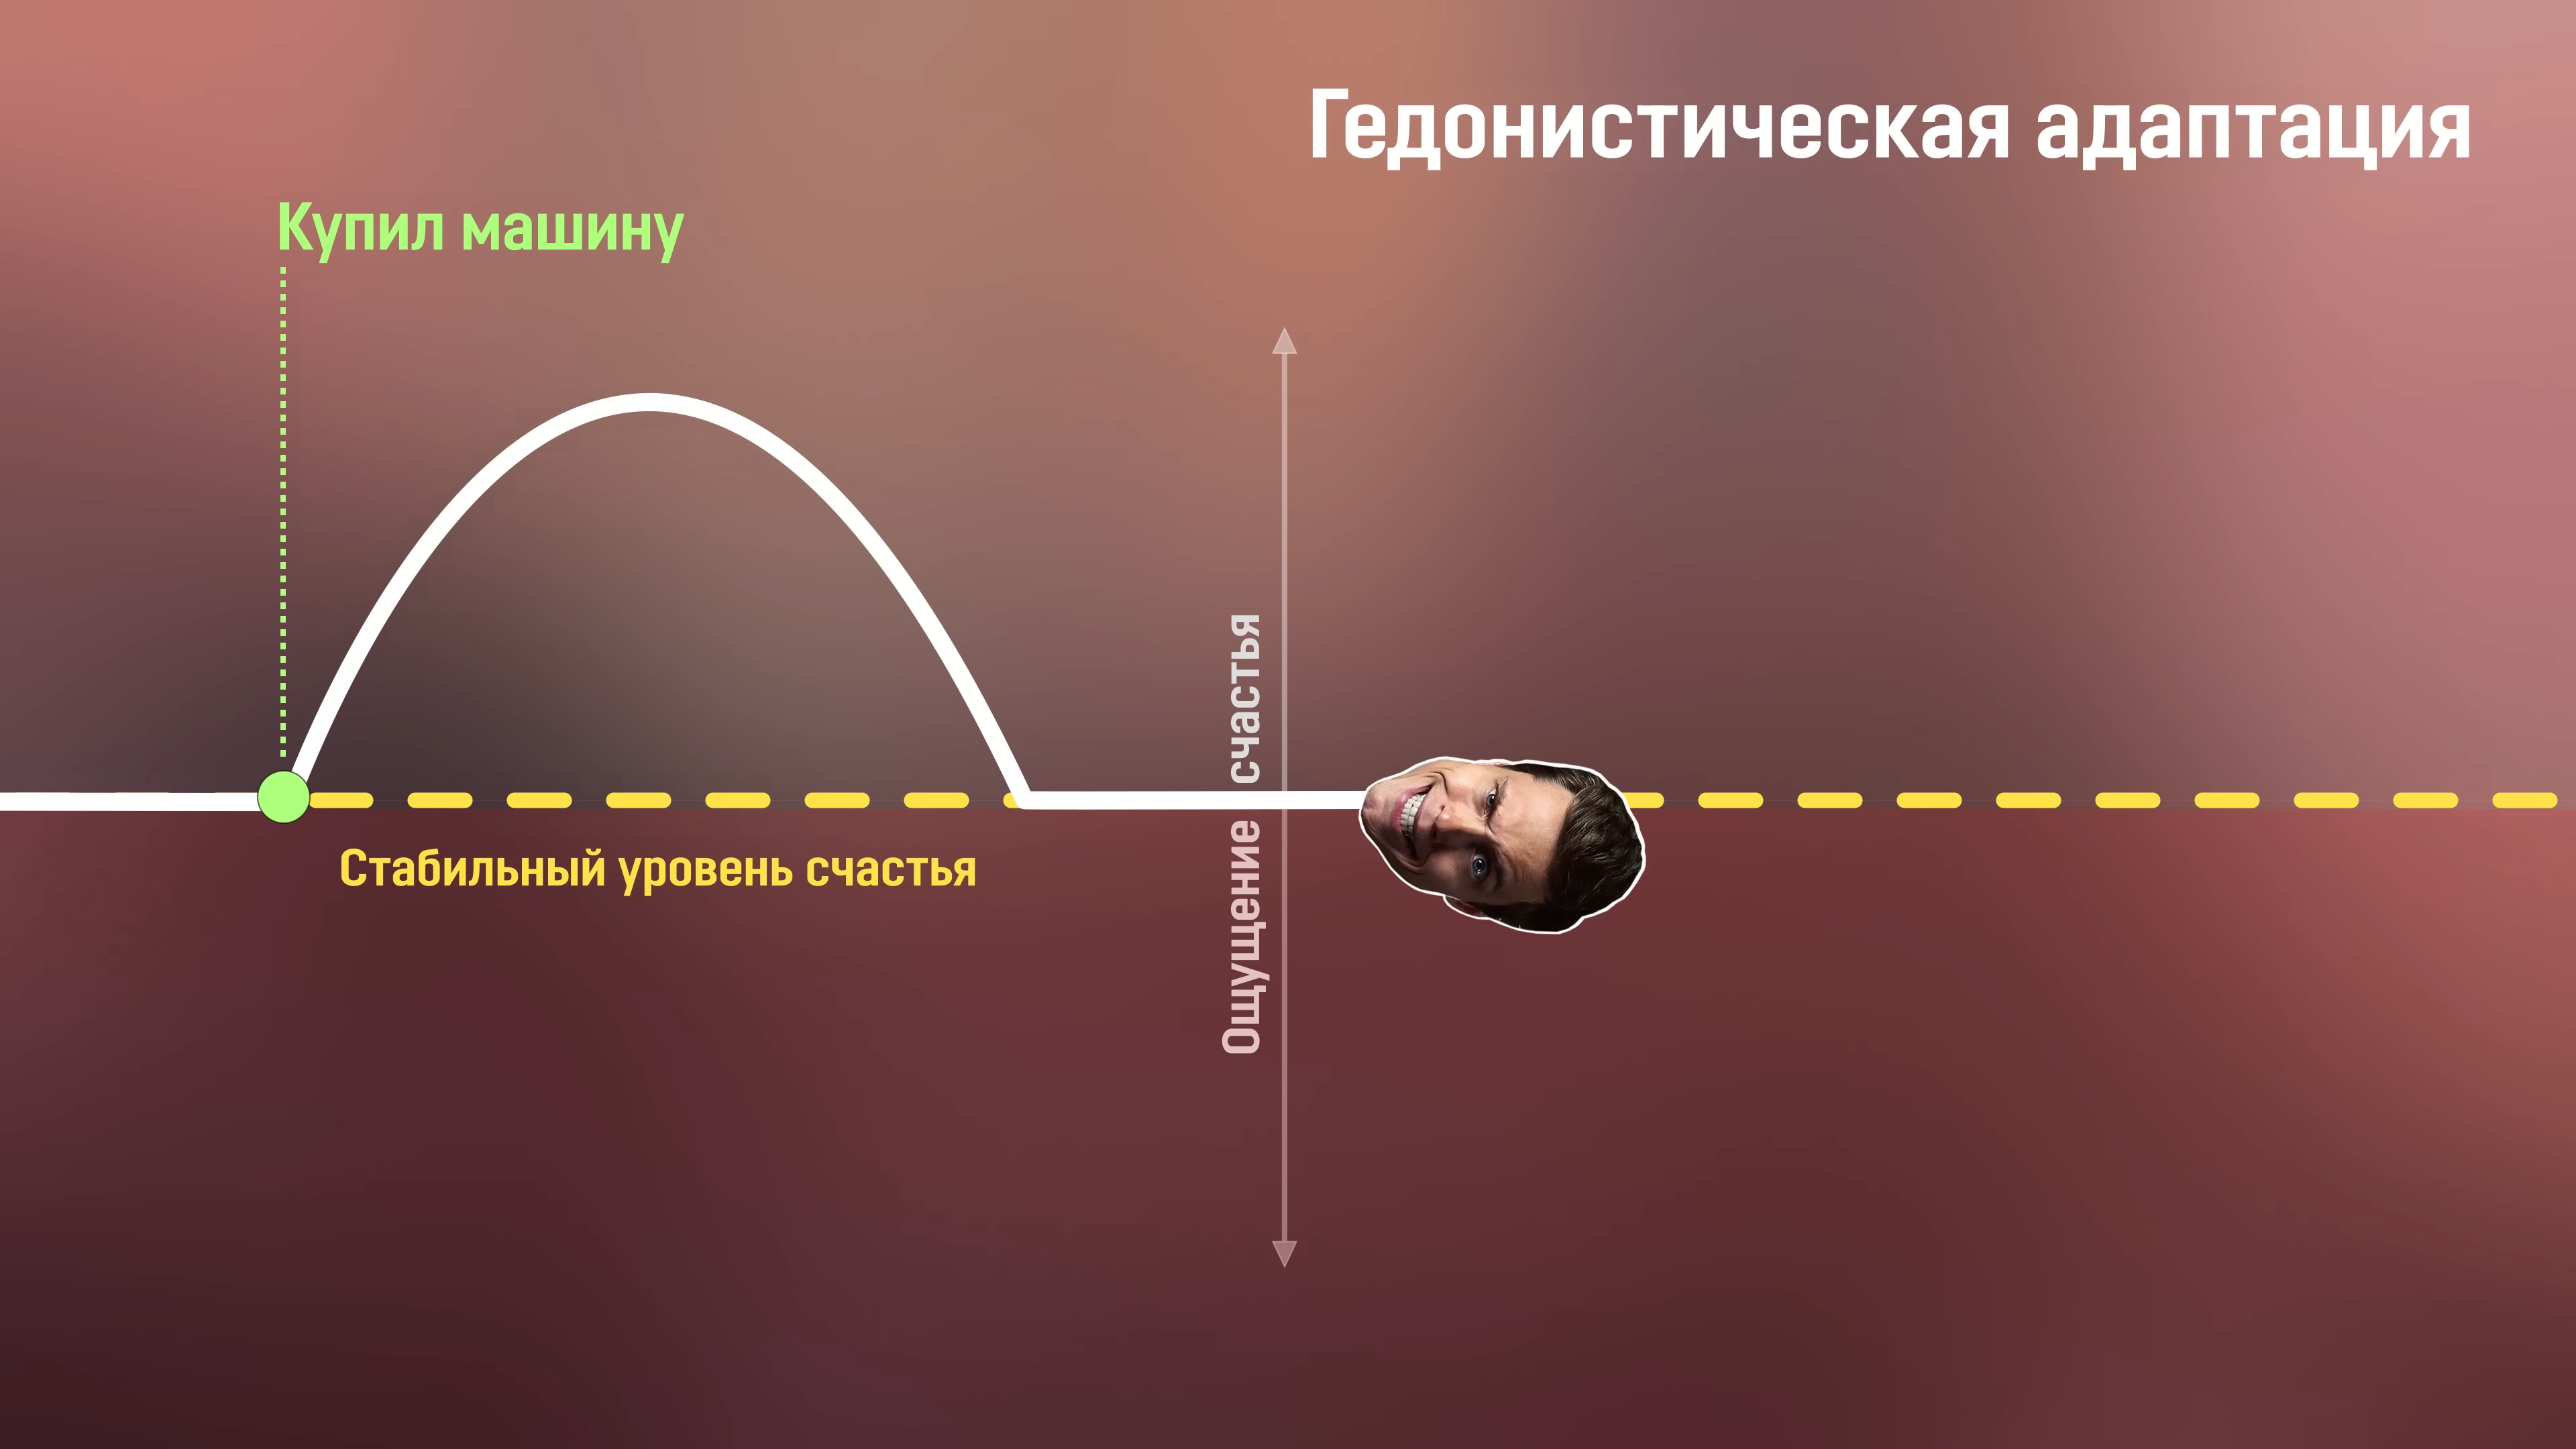 Гедонистическая адаптация
Купил машину
Стабильный уровень счастья
Ощущение счастья